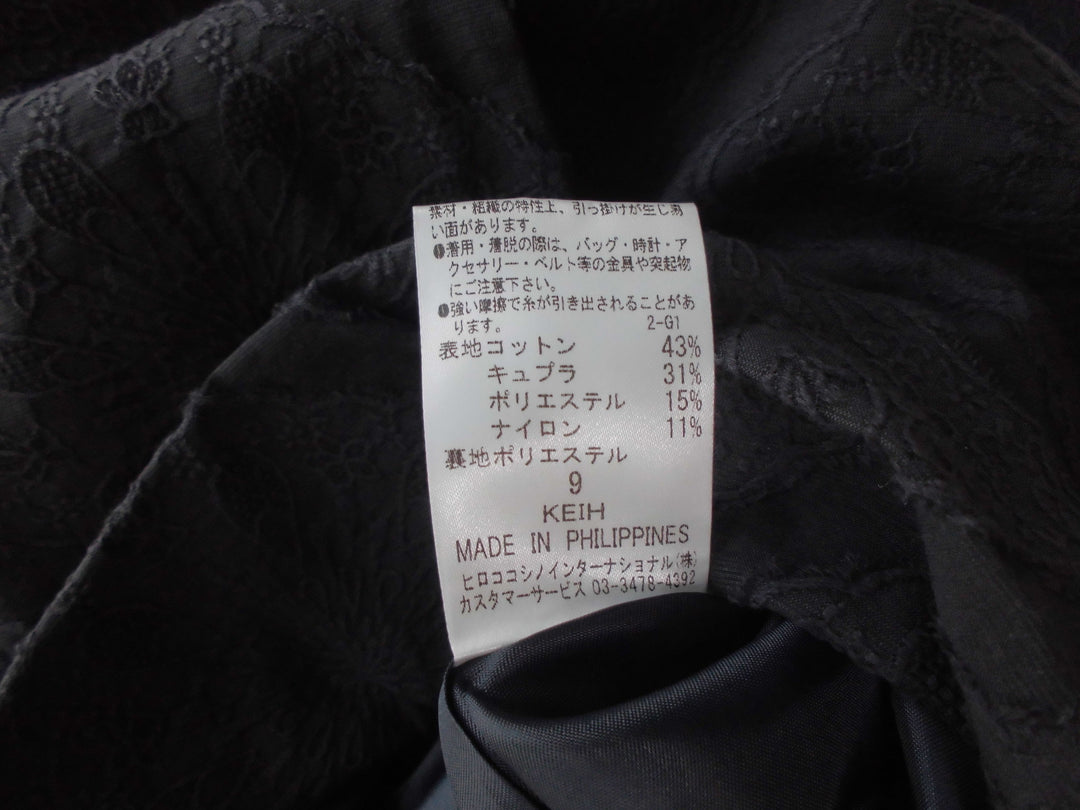 素材・組織の特性上、引っ掛けが生じ易
い面があります。
●着用・着脱の際は、バッグ・時計・ア
クセサリー・ベルト等の金具や突起物
にご注意下さい。
●強い摩擦で糸が引き出されることがあ
ります。 2-G1
表地コットン 43%
キュプラ 31%
ポリエステル 15%
ナイロン 11%
裏地ポリエステル
9
KEIH
MADE IN PHILIPPINES
ヒロココシノインターナショナル(株)
カスタマーサービス 03-3478-4392